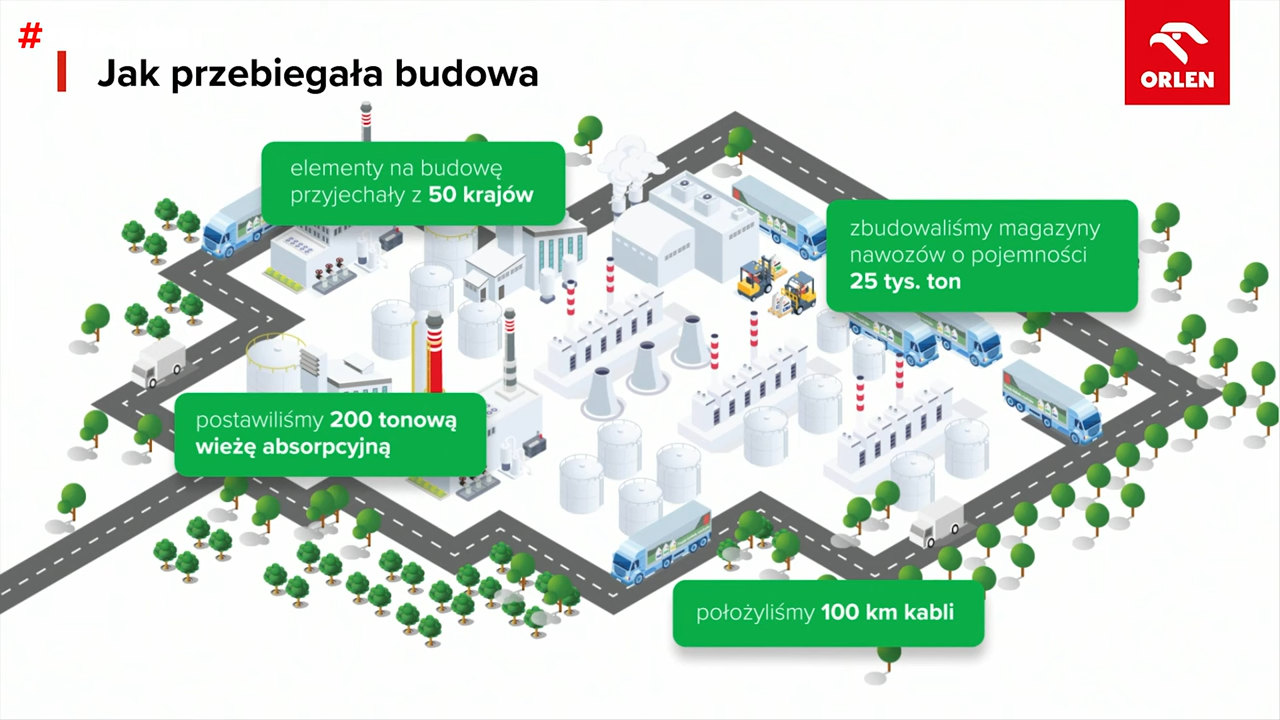 #
Jak przebiegała budowa
ORLEN
elementy na budowę
przyjechały z 50 krajów
zbudowaliśmy magazyny
nawozów o pojemności
25 tys. ton
postawiliśmy 200 tonową
wieżę absorpcyjną
położyliśmy 100 km kabli